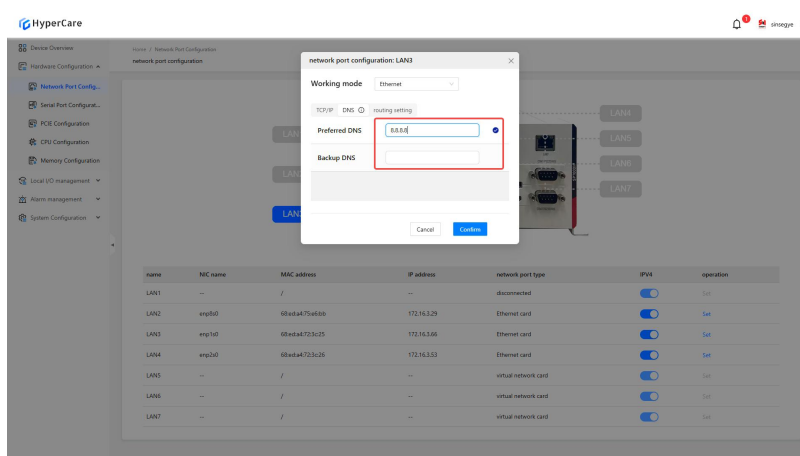 HyperCare
1
sinsegye
Device Overview
Hardware Configuration
Network Port Config...
Serial Port Configurat...
PCIE Configuration
CPU Configuration
Memory Configuration
Local I/O management
Alarm management
System Configuration
Home / Network Port Configuration
network port configuration
network port configuration: LAN3
Working mode Ethernet
TCP/IP DNS routing setting
Preferred DNS 8.8.8.8
Backup DNS
Cancel Confirm
LAN4
LAN5
LAN6
LAN7
name NIC name MAC address IP address network port type IPV4 operation
LAN1 -- / -- disconnected Set
LAN2 enp8s0 68:ed:a4:75:e6:bb 172.16.3.29 Ethernet card Set
LAN3 enp1s0 68:ed:a4:72:3c:25 172.16.3.66 Ethernet card Set
LAN4 enp2s0 68:ed:a4:72:3c:26 172.16.3.53 Ethernet card Set
LAN5 -- / -- virtual network card Set
LAN6 -- / -- virtual network card Set
LAN7 -- / -- virtual network card Set